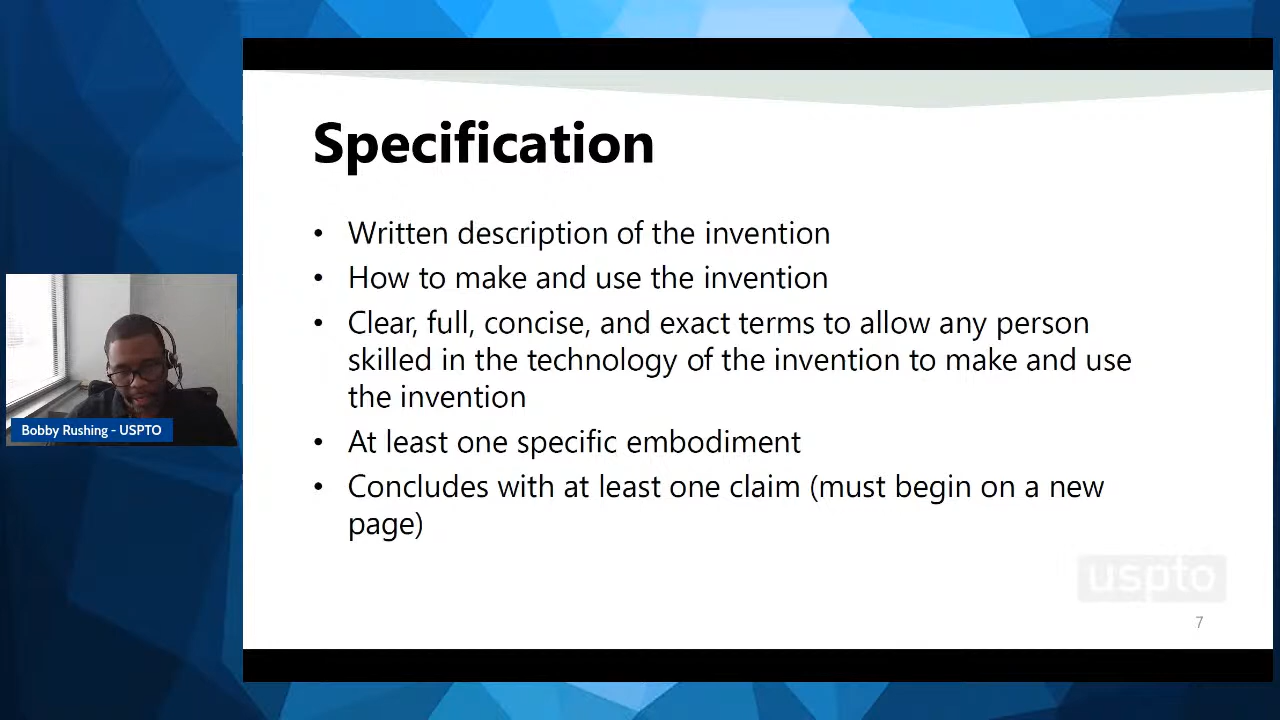 Specification
• Written description of the invention
• How to make and use the invention
• Clear, full, concise, and exact terms to allow any person
skilled in the technology of the invention to make and use
the invention
• At least one specific embodiment
• Concludes with at least one claim (must begin on a new
page)
Bobby Rushing - USPTO
uspto
7